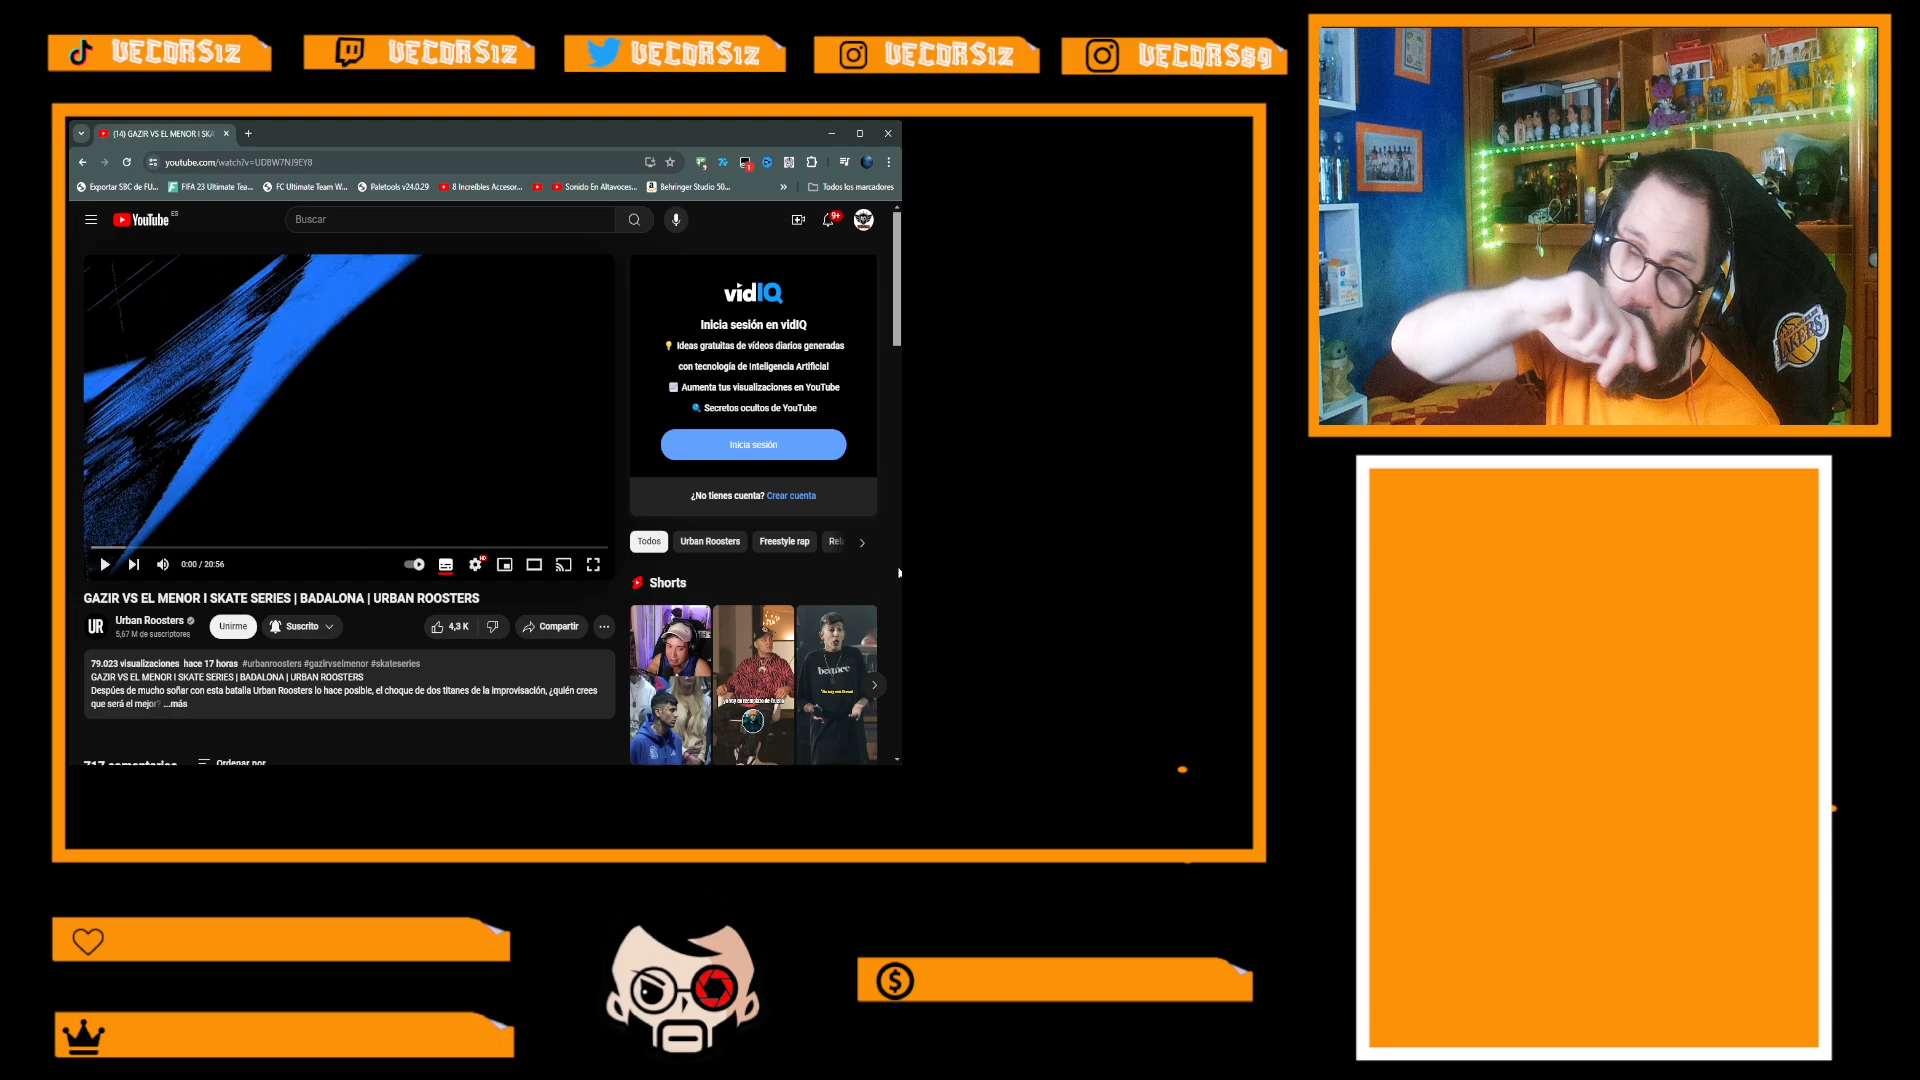 VECORS1Z
VECORS1Z
VECORS1Z
VECORS1Z
VECORS89
(14) GAZIR VS EL MENOR I SKA
youtube.com/watch?v=UDBW7NJ9EY8
Exportar SBC de FU...
FIFA 23 Ultimate Tea...
FC Ultimate Team W...
Paletools v24.0.29
8 Increíbles Accesor...
Sonido En Altavoces...
Behringer Studio 50...
»
Todos los marcadores
YouTube ES
Buscar
9+
vidIQ
Inicia sesión en vidIQ
Ideas gratuitas de vídeos diarios generadas
con tecnología de Inteligencia Artificial
Aumenta tus visualizaciones en YouTube
Secretos ocultos de YouTube
Inicia sesión
¿No tienes cuenta? Crear cuenta
Todos
Urban Roosters
Freestyle rap
Rela
Shorts
0:00 / 20:56
HD
GAZIR VS EL MENOR I SKATE SERIES | BADALONA | URBAN ROOSTERS
UR
Urban Roosters
5,67 M de suscriptores
Unirme
Suscrito
4,3 K
Compartir
79.023 visualizaciones hace 17 horas #urbanroosters #gazirvselmenor #skateseries
GAZIR VS EL MENOR I SKATE SERIES | BADALONA | URBAN ROOSTERS
Despúes de mucho soñar con esta batalla Urban Roosters lo hace posible, el choque de dos titanes de la improvisación, ¿quién crees
que será el mejor? ...más
717 comentarios
Ordenar por
bounce
LAKERS